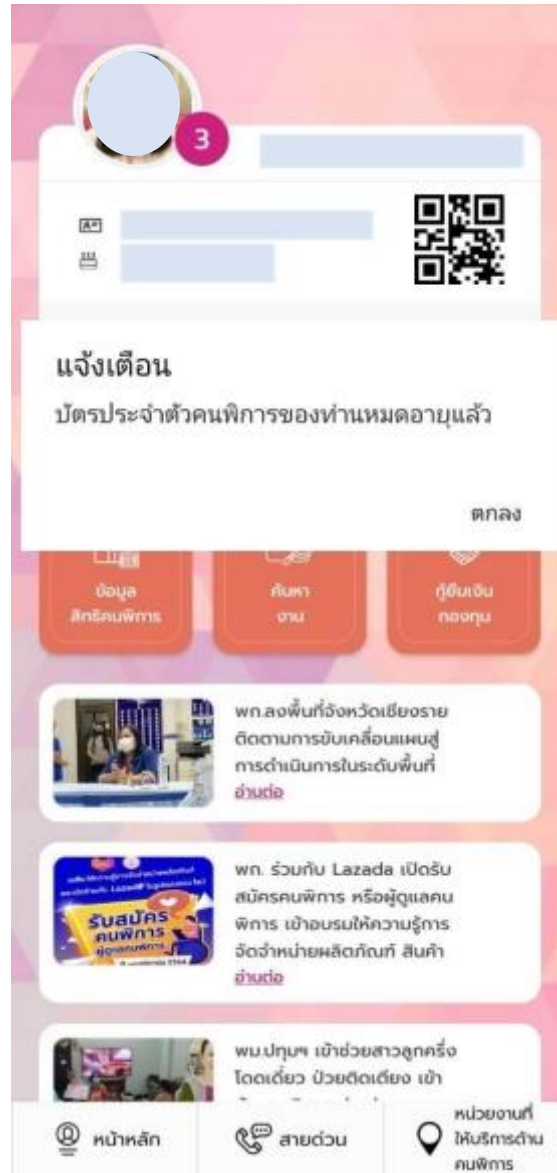 3
แจ้งเตือน
บัตรประจำตัวคนพิการของท่านหมดอายุแล้ว
ตกลง
ข้อมูล
สิทธิคนพิการ
ค้นหา
งาน
กู้ยืมเงิน
กองทุน
พก.ลงพื้นที่จังหวัดเชียงราย
ติดตามการขับเคลื่อนแผนสู่
การดำเนินการในระดับพื้นที่
อ่านต่อ
รับสมัคร
คนพิการ
ผู้ดูแลคนพิการ
พก. ร่วมกับ Lazada เปิดรับ
สมัครคนพิการ หรือผู้ดูแลคน
พิการ เข้าอบรมให้ความรู้การ
จัดจำหน่ายผลิตภัณฑ์ สินค้า
อ่านต่อ
พม.ปทุมฯ เข้าช่วยสาวลูกครึ่ง
โดดเดี่ยว ป่วยติดเตียง เข้า
หน้าหลัก
สายด่วน
หน่วยงานที่
ให้บริการด้าน
คนพิการ